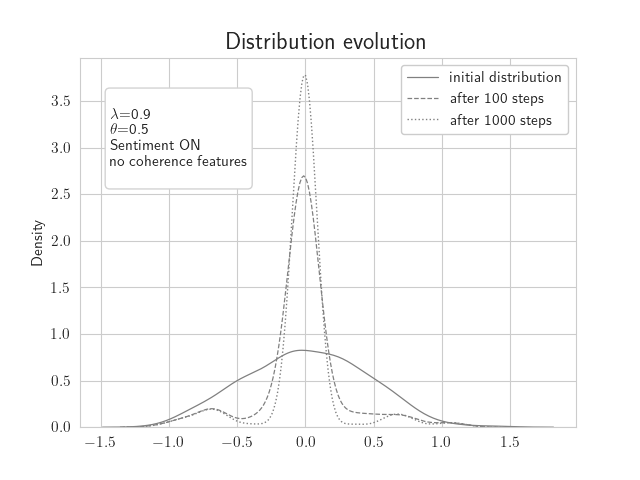 Distribution evolution
initial distribution
after 100 steps
after 1000 steps
λ=0.9
θ=0.5
Sentiment ON
no coherence features
Density
3.5
3.0
2.5
2.0
1.5
1.0
0.5
0.0
−1.5 −1.0 −0.5 0.0 0.5 1.0 1.5